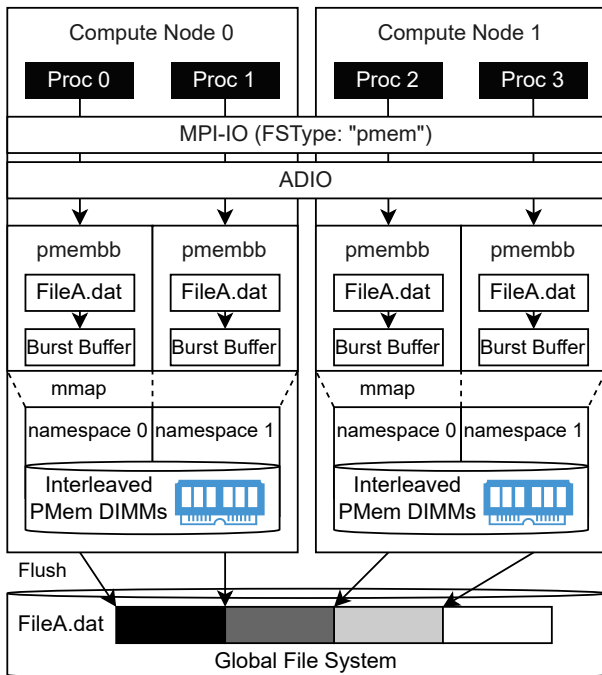 Compute Node 0
Compute Node 1
Proc 0
Proc 1
Proc 2
Proc 3
MPI-IO (FSType: "pmem")
ADIO
pmembb
pmembb
pmembb
pmembb
FileA.dat
FileA.dat
FileA.dat
FileA.dat
Burst Buffer
Burst Buffer
Burst Buffer
Burst Buffer
mmap
mmap
namespace 0
namespace 1
namespace 0
namespace 1
Interleaved
PMem DIMMs
Interleaved
PMem DIMMs
Flush
FileA.dat
Global File System